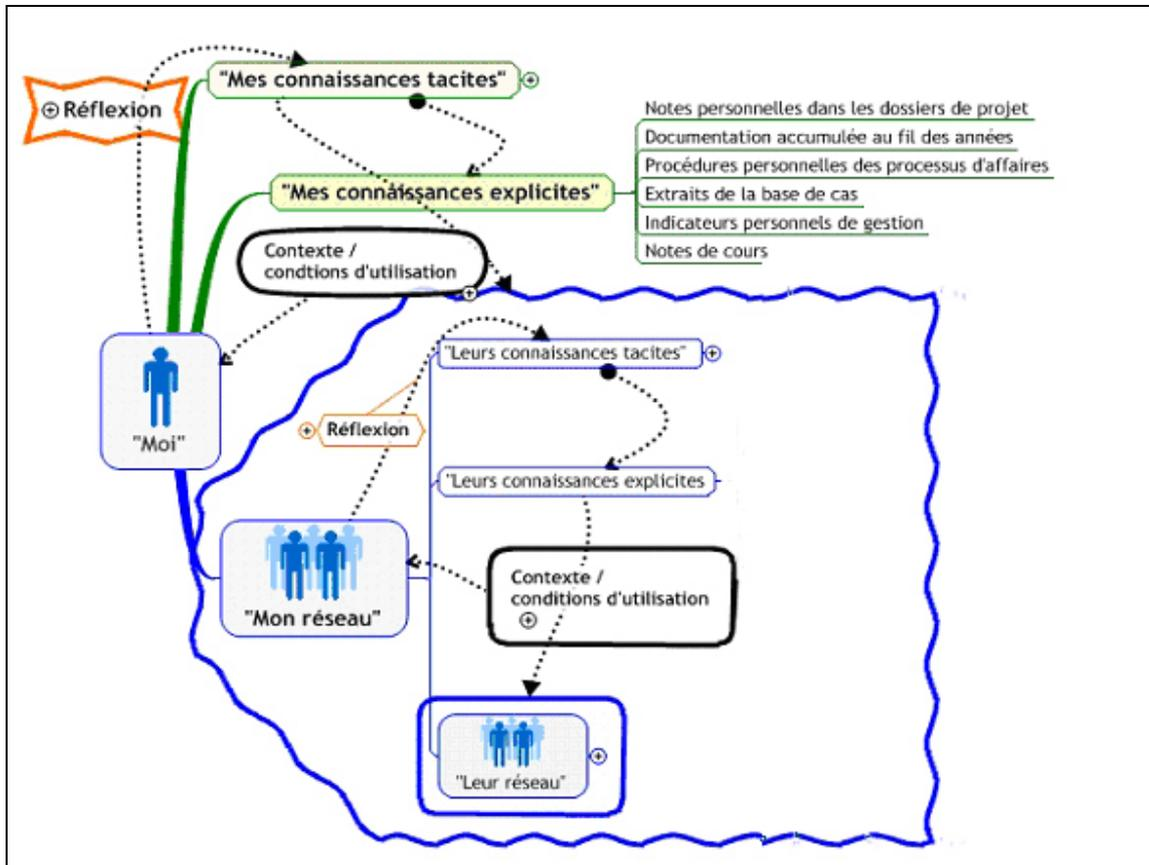 "Mes connaissances tacites"
Réflexion
Notes personnelles dans les dossiers de projet
Documentation accumulée au fil des années
Procédures personnelles des processus d'affaires
"Mes connaissances explicites"
Extraits de la base de cas
Indicateurs personnels de gestion
Notes de cours
Contexte /
condtions d'utilisation
"Moi"
"Leurs connaissances tacites"
Réflexion
"Leurs connaissances explicites
"Mon réseau"
Contexte /
conditions d'utilisation
"Leur réseau"